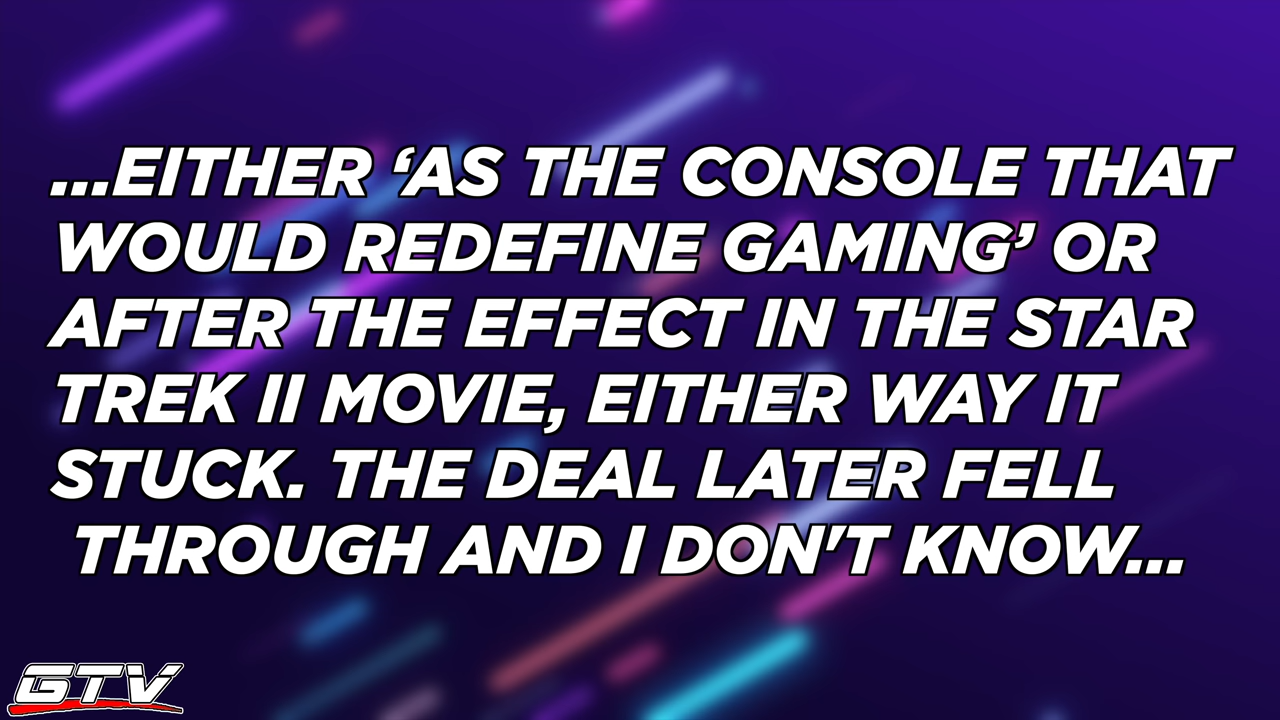 ...EITHER ‘AS THE CONSOLE THAT
WOULD REDEFINE GAMING’ OR
AFTER THE EFFECT IN THE STAR
TREK II MOVIE, EITHER WAY IT
STUCK. THE DEAL LATER FELL
THROUGH AND I DON'T KNOW...
GTV